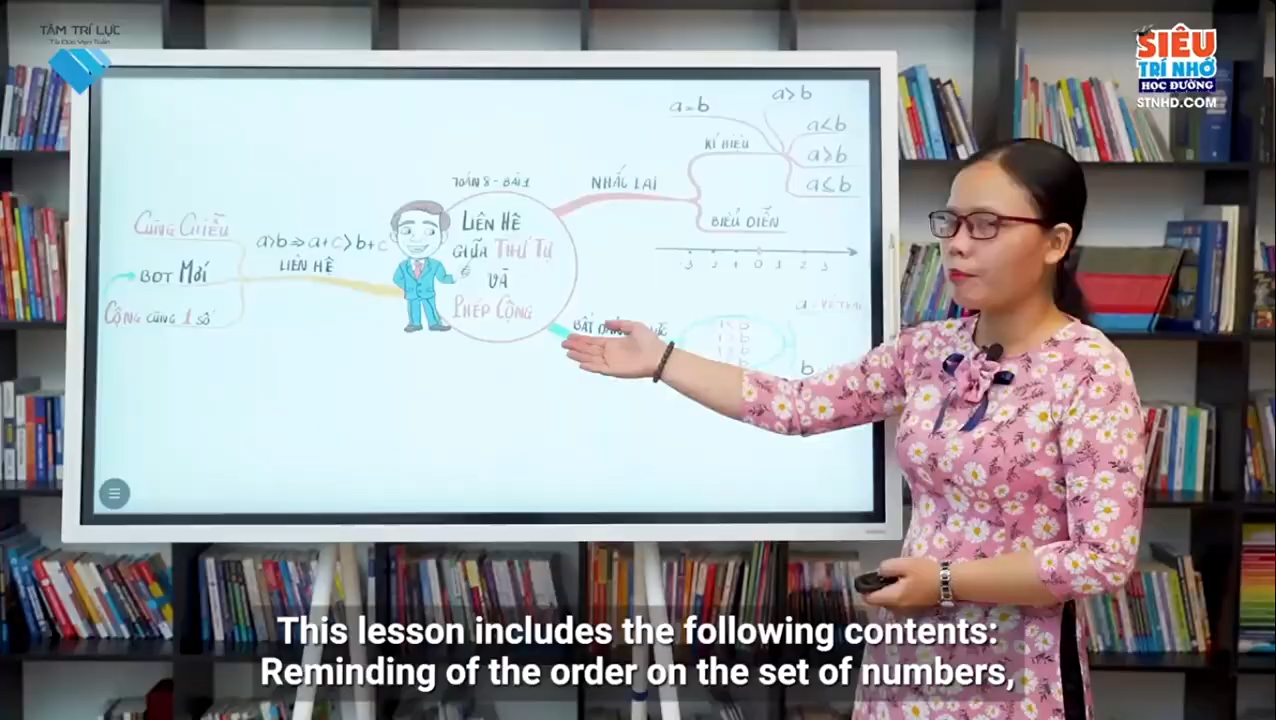 TÂM TRÍ LỰC
SIÊU
TRÍ NHỚ
HỌC ĐƯỜNG
STNHD.COM
TOÁN 8 - BÀI 1
LIÊN HỆ
GIỮA THỨ TỰ
VÀ
PHÉP CỘNG
NHẮC LẠI
KÍ HIỆU
a=b
a>b
a<b
a≥b
a≤b
BIỂU DIỄN
0 1 2 3
a>b⇒a+c>b+c
LIÊN HỆ
CÙNG CHIỀU
BĐT MỚI
CỘNG CÙNG 1 SỐ
b
This lesson includes the following contents:
Reminding of the order on the set of numbers,